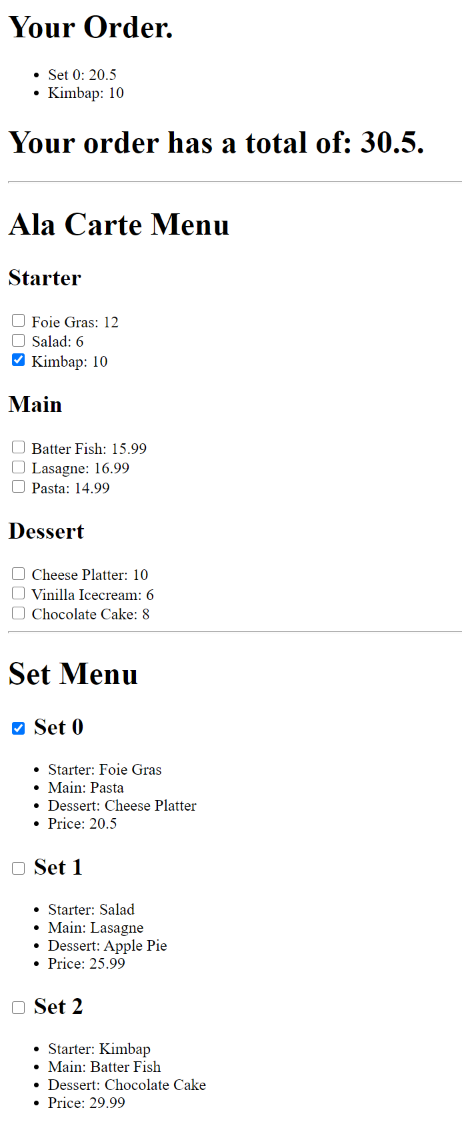 Your Order.
Set 0: 20.5
Kimbap: 10
Your order has a total of: 30.5.
Ala Carte Menu
Starter
Foie Gras: 12
Salad: 6
Kimbap: 10
Main
Batter Fish: 15.99
Lasagne: 16.99
Pasta: 14.99
Dessert
Cheese Platter: 10
Vinilla Icecream: 6
Chocolate Cake: 8
Set Menu
Set 0
Starter: Foie Gras
Main: Pasta
Dessert: Cheese Platter
Price: 20.5
Set 1
Starter: Salad
Main: Lasagne
Dessert: Apple Pie
Price: 25.99
Set 2
Starter: Kimbap
Main: Batter Fish
Dessert: Chocolate Cake
Price: 29.99